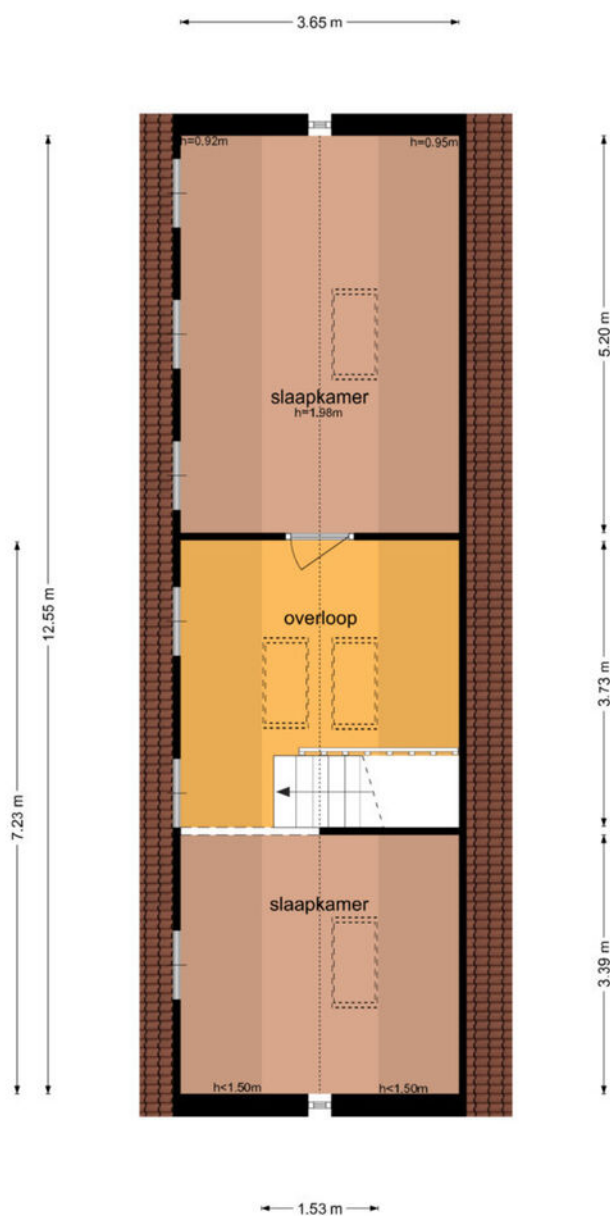 3.65 m
h=0.92m
h=0.95m
5.20 m
slaapkamer
h=1.98m
12.55 m
overloop
3.73 m
7.23 m
slaapkamer
3.39 m
h<1.50m
h<1.50m
1.53 m